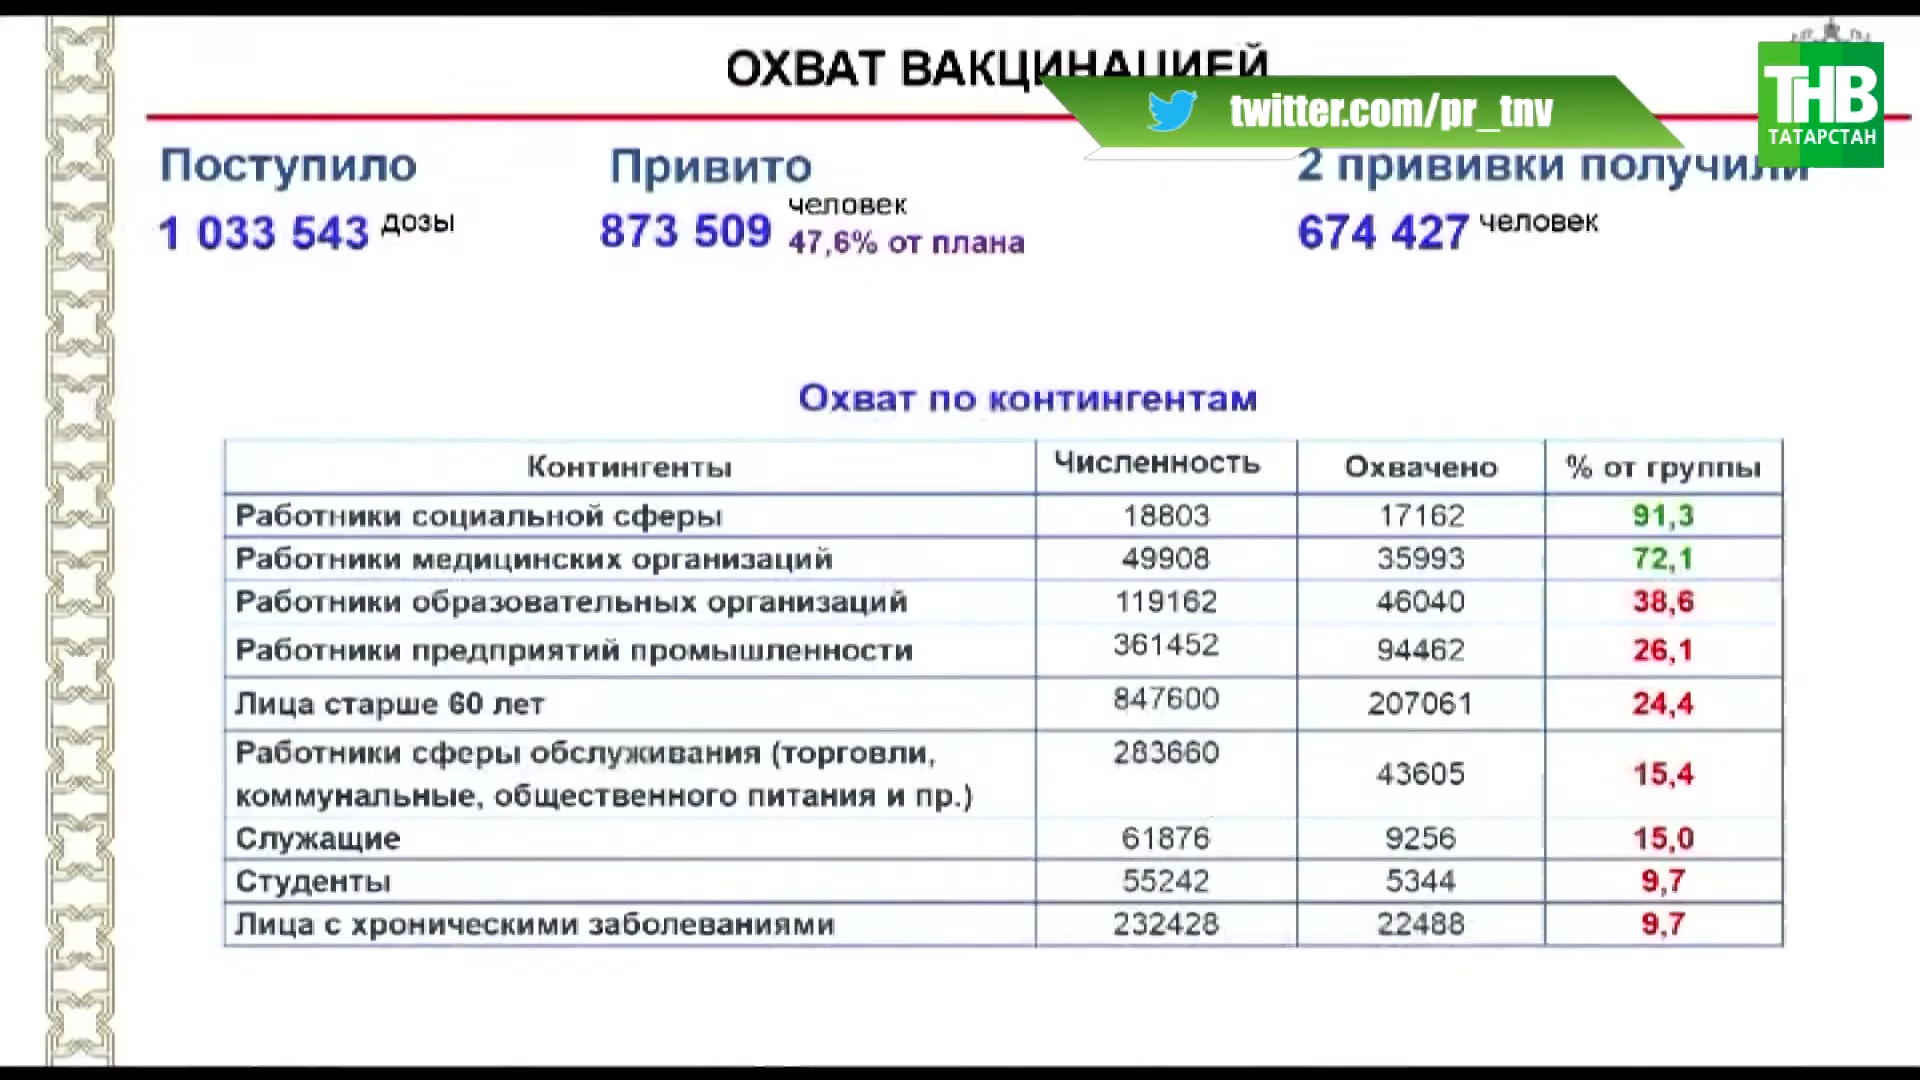 ОХВАТ ВАКЦИНАЦИЕЙ
twitter.com/pr_tnv
ТНВ
ТАТАРСТАН
Поступило
1 033 543 дозы
Привито
873 509 человек
47,6% от плана
2 прививки получили
674 427 человек
Охват по контингентам
Контингенты Численность Охвачено % от группы
Работники социальной сферы 18803 17162 91,3
Работники медицинских организаций 49908 35993 72,1
Работники образовательных организаций 119162 46040 38,6
Работники предприятий промышленности 361452 94462 26,1
Лица старше 60 лет 847600 207061 24,4
Работники сферы обслуживания (торговли, 283660 43605 15,4
коммунальные, общественного питания и пр.)
Служащие 61876 9256 15,0
Студенты 55242 5344 9,7
Лица с хроническими заболеваниями 232428 22488 9,7